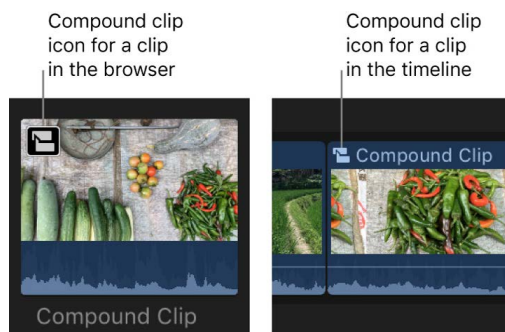 Compound clip
icon for a clip
in the browser
Compound clip
icon for a clip
in the timeline
Compound Clip
Compound Clip